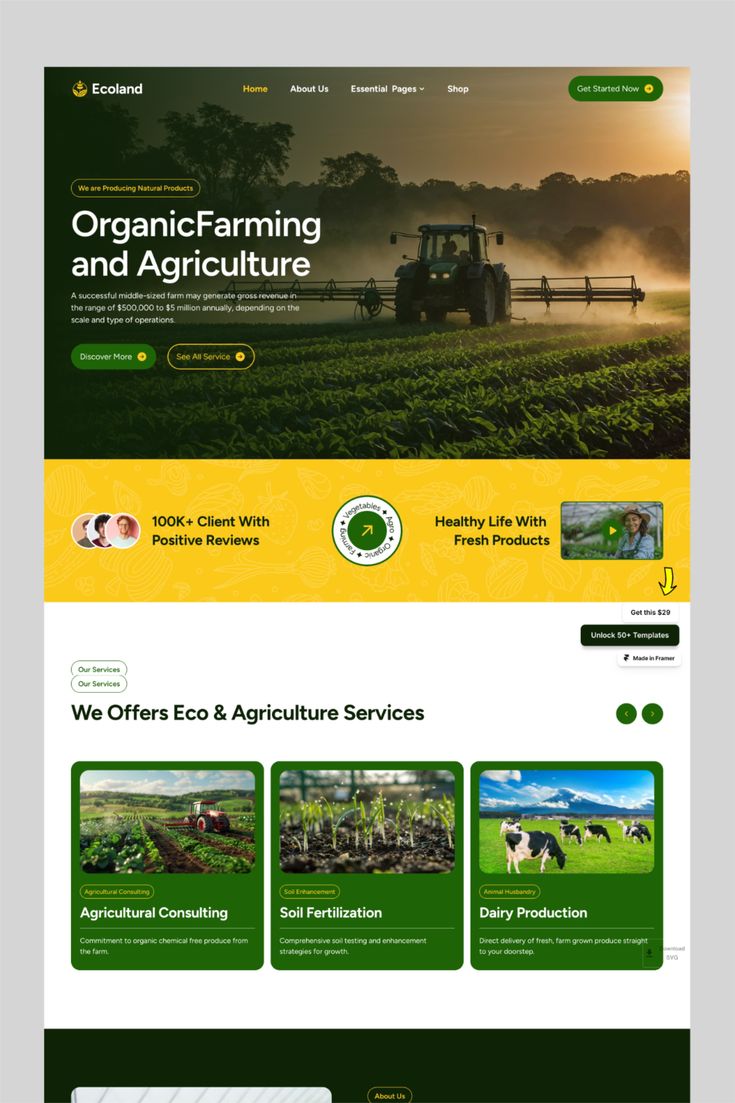 Ecoland
Home
About Us
Essential Pages
Shop
Get Started Now
We are Producing Natural Products
OrganicFarming
and Agriculture
A successful middle-sized farm may generate gross revenue in
the range of $500,000 to $5 million annually, depending on the
scale and type of operations.
Discover More
See All Service
100K+ Client With
Positive Reviews
Vegetables ✦ Agro ✦ Organic ✦ Farming ✦
Healthy Life With
Fresh Products
Get this $29
Unlock 50+ Templates
Made in Framer
Our Services
Our Services
We Offers Eco & Agriculture Services
Agricultural Consulting
Agricultural Consulting
Commitment to organic chemical free produce from
the farm.
Soil Enhancement
Soil Fertilization
Comprehensive soil testing and enhancement
strategies for growth.
Animal Husbandry
Dairy Production
Direct delivery of fresh, farm grown produce straight
to your doorstep.
Download
SVG
About Us